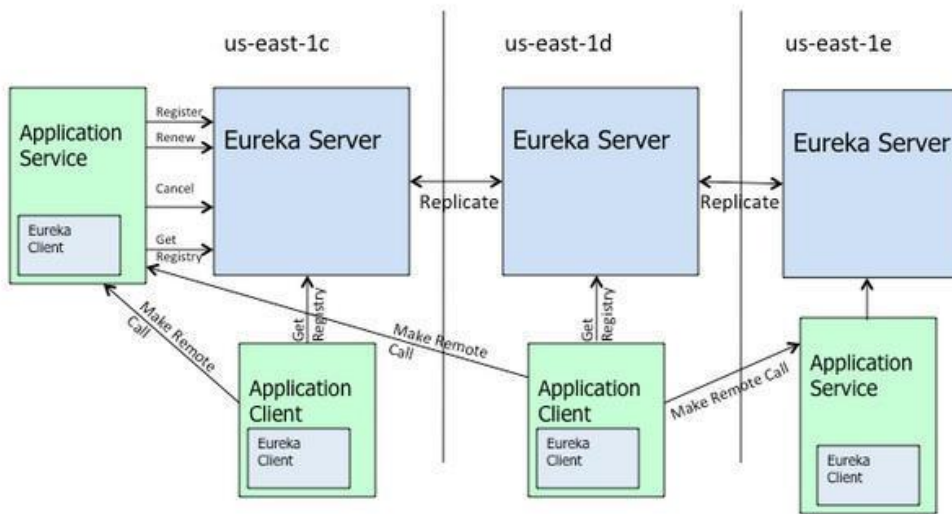 us-east-1c
us-east-1d
us-east-1e
Application
Service
Eureka
Client
Register
Renew
Cancel
Get
Registry
Eureka Server
Replicate
Eureka Server
Replicate
Eureka Server
Make Remote
Call
Get
Registry
Make Remote
Call
Get
Registry
Make Remote Call
Application
Client
Eureka
Client
Application
Client
Eureka
Client
Application
Service
Eureka
Client